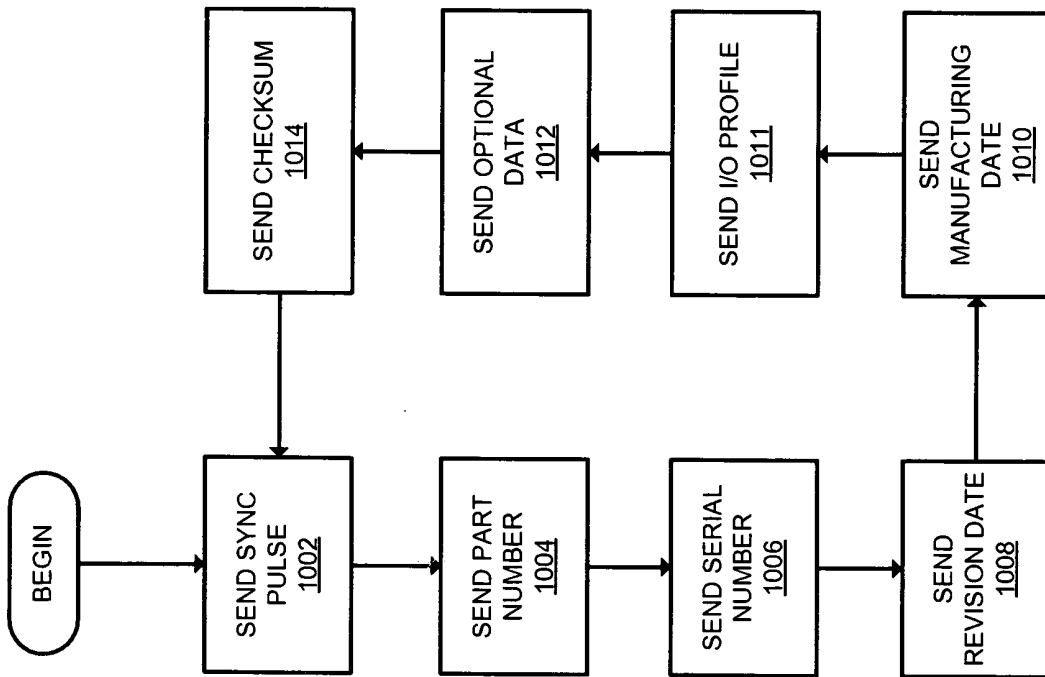 BEGIN
SEND SYNC
PULSE
1002
SEND PART
NUMBER
1004
SEND SERIAL
NUMBER
1006
SEND
REVISION DATE
1008
SEND
MANUFACTURING
DATE
1010
SEND I/O PROFILE
1011
SEND OPTIONAL
DATA
1012
SEND CHECKSUM
1014